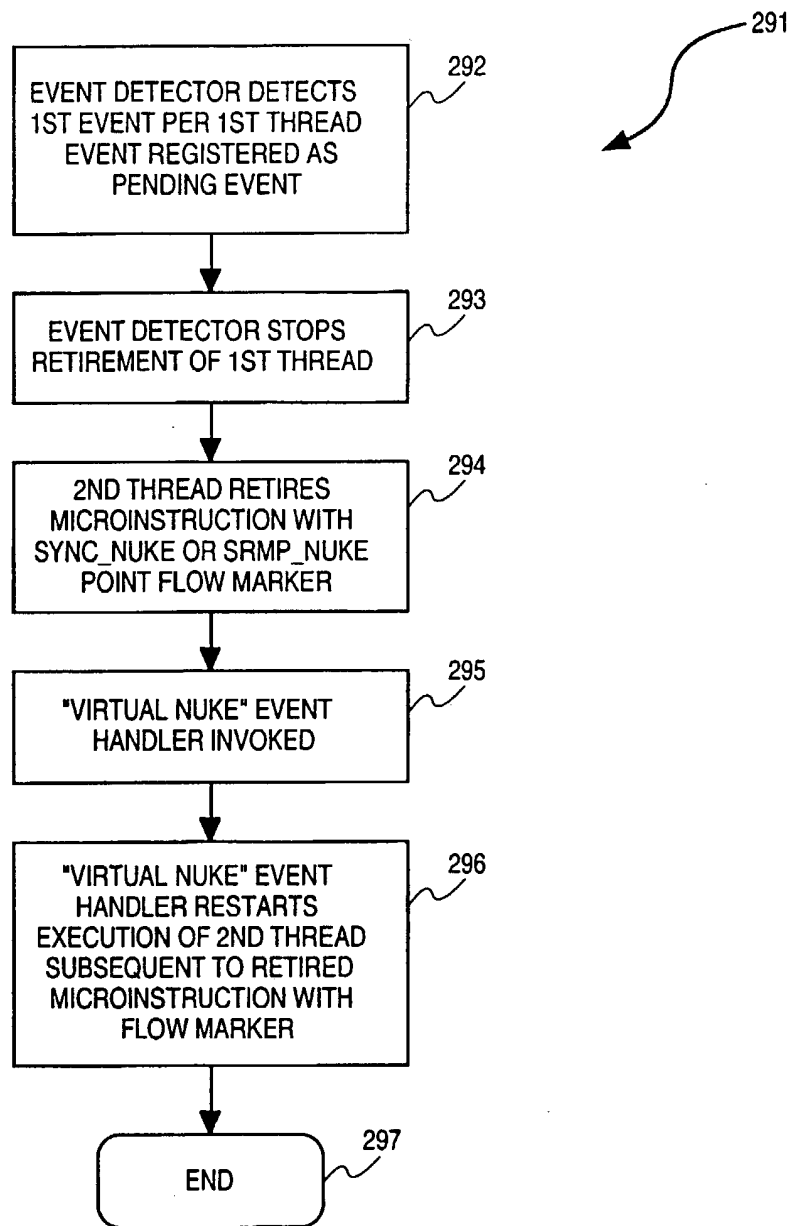 291
292
EVENT DETECTOR DETECTS
1ST EVENT PER 1ST THREAD
EVENT REGISTERED AS
PENDING EVENT
293
EVENT DETECTOR STOPS
RETIREMENT OF 1ST THREAD
294
2ND THREAD RETIRES
MICROINSTRUCTION WITH
SYNC_NUKE OR SRMP_NUKE
POINT FLOW MARKER
295
"VIRTUAL NUKE" EVENT
HANDLER INVOKED
296
"VIRTUAL NUKE" EVENT
HANDLER RESTARTS
EXECUTION OF 2ND THREAD
SUBSEQUENT TO RETIRED
MICROINSTRUCTION WITH
FLOW MARKER
297
END